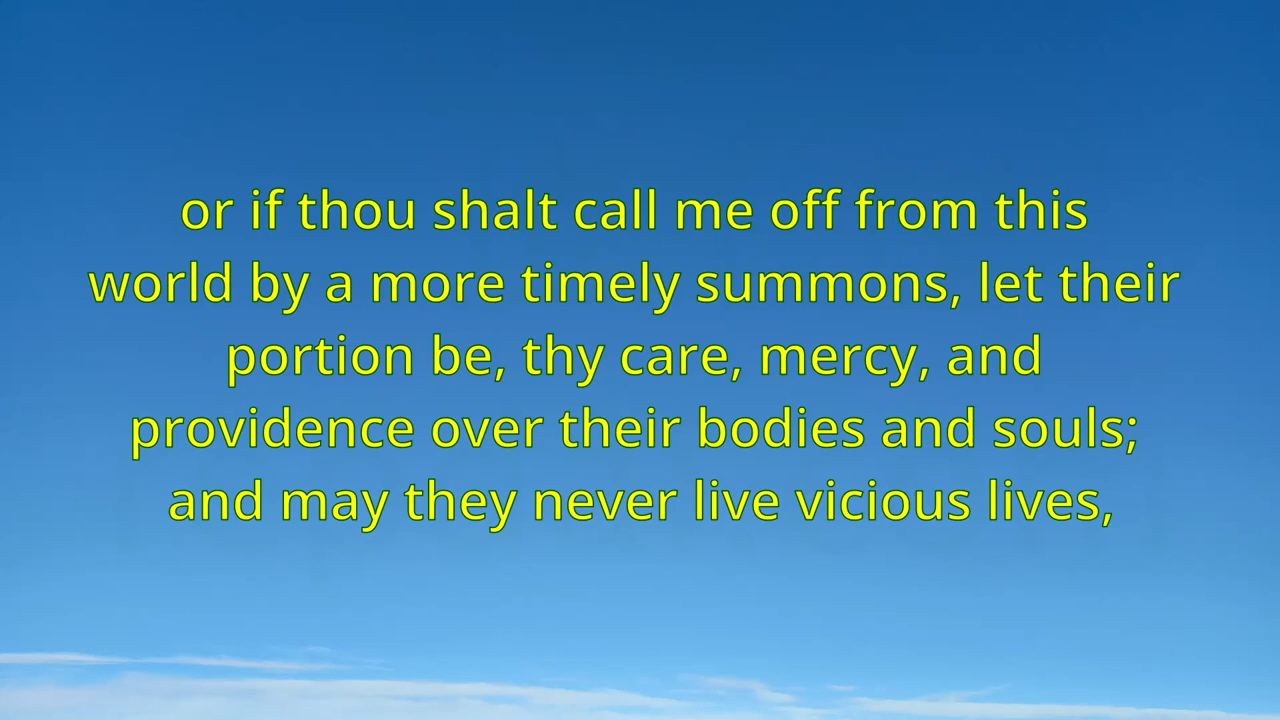 or if thou shalt call me off from this
world by a more timely summons, let their
portion be, thy care, mercy, and
providence over their bodies and souls;
and may they never live vicious lives,